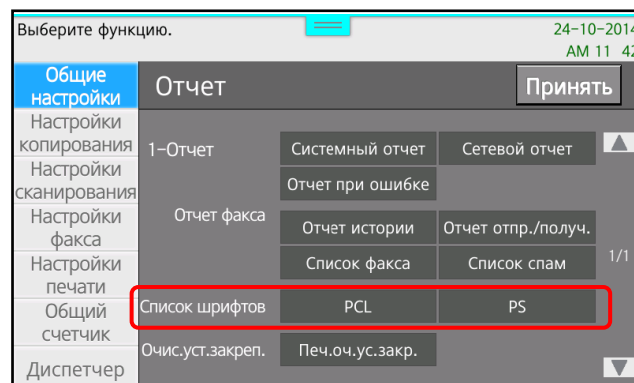 Выберите функцию.
24-10-2014
AM 11 42
Общие
настройки
Отчет
Принять
Настройки
копирования
1-Отчет
Системный отчет
Сетевой отчет
Настройки
сканирования
Отчет при ошибке
Настройки
факса
Отчет факса
Отчет истории
Отчет отпр./получ.
1/1
Настройки
печати
Список факса
Список спам
Общий
счетчик
Список шрифтов
PCL
PS
Диспетчер
Очис.уст.закреп.
Печ.оч.ус.закр.